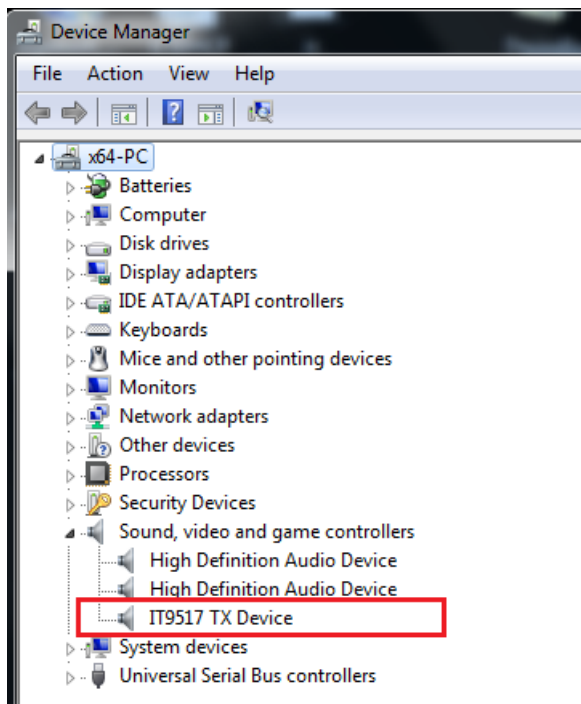 Device Manager
File Action View Help
x64-PC
Batteries
Computer
Disk drives
Display adapters
IDE ATA/ATAPI controllers
Keyboards
Mice and other pointing devices
Monitors
Network adapters
Other devices
Processors
Security Devices
Sound, video and game controllers
High Definition Audio Device
High Definition Audio Device
IT9517 TX Device
System devices
Universal Serial Bus controllers